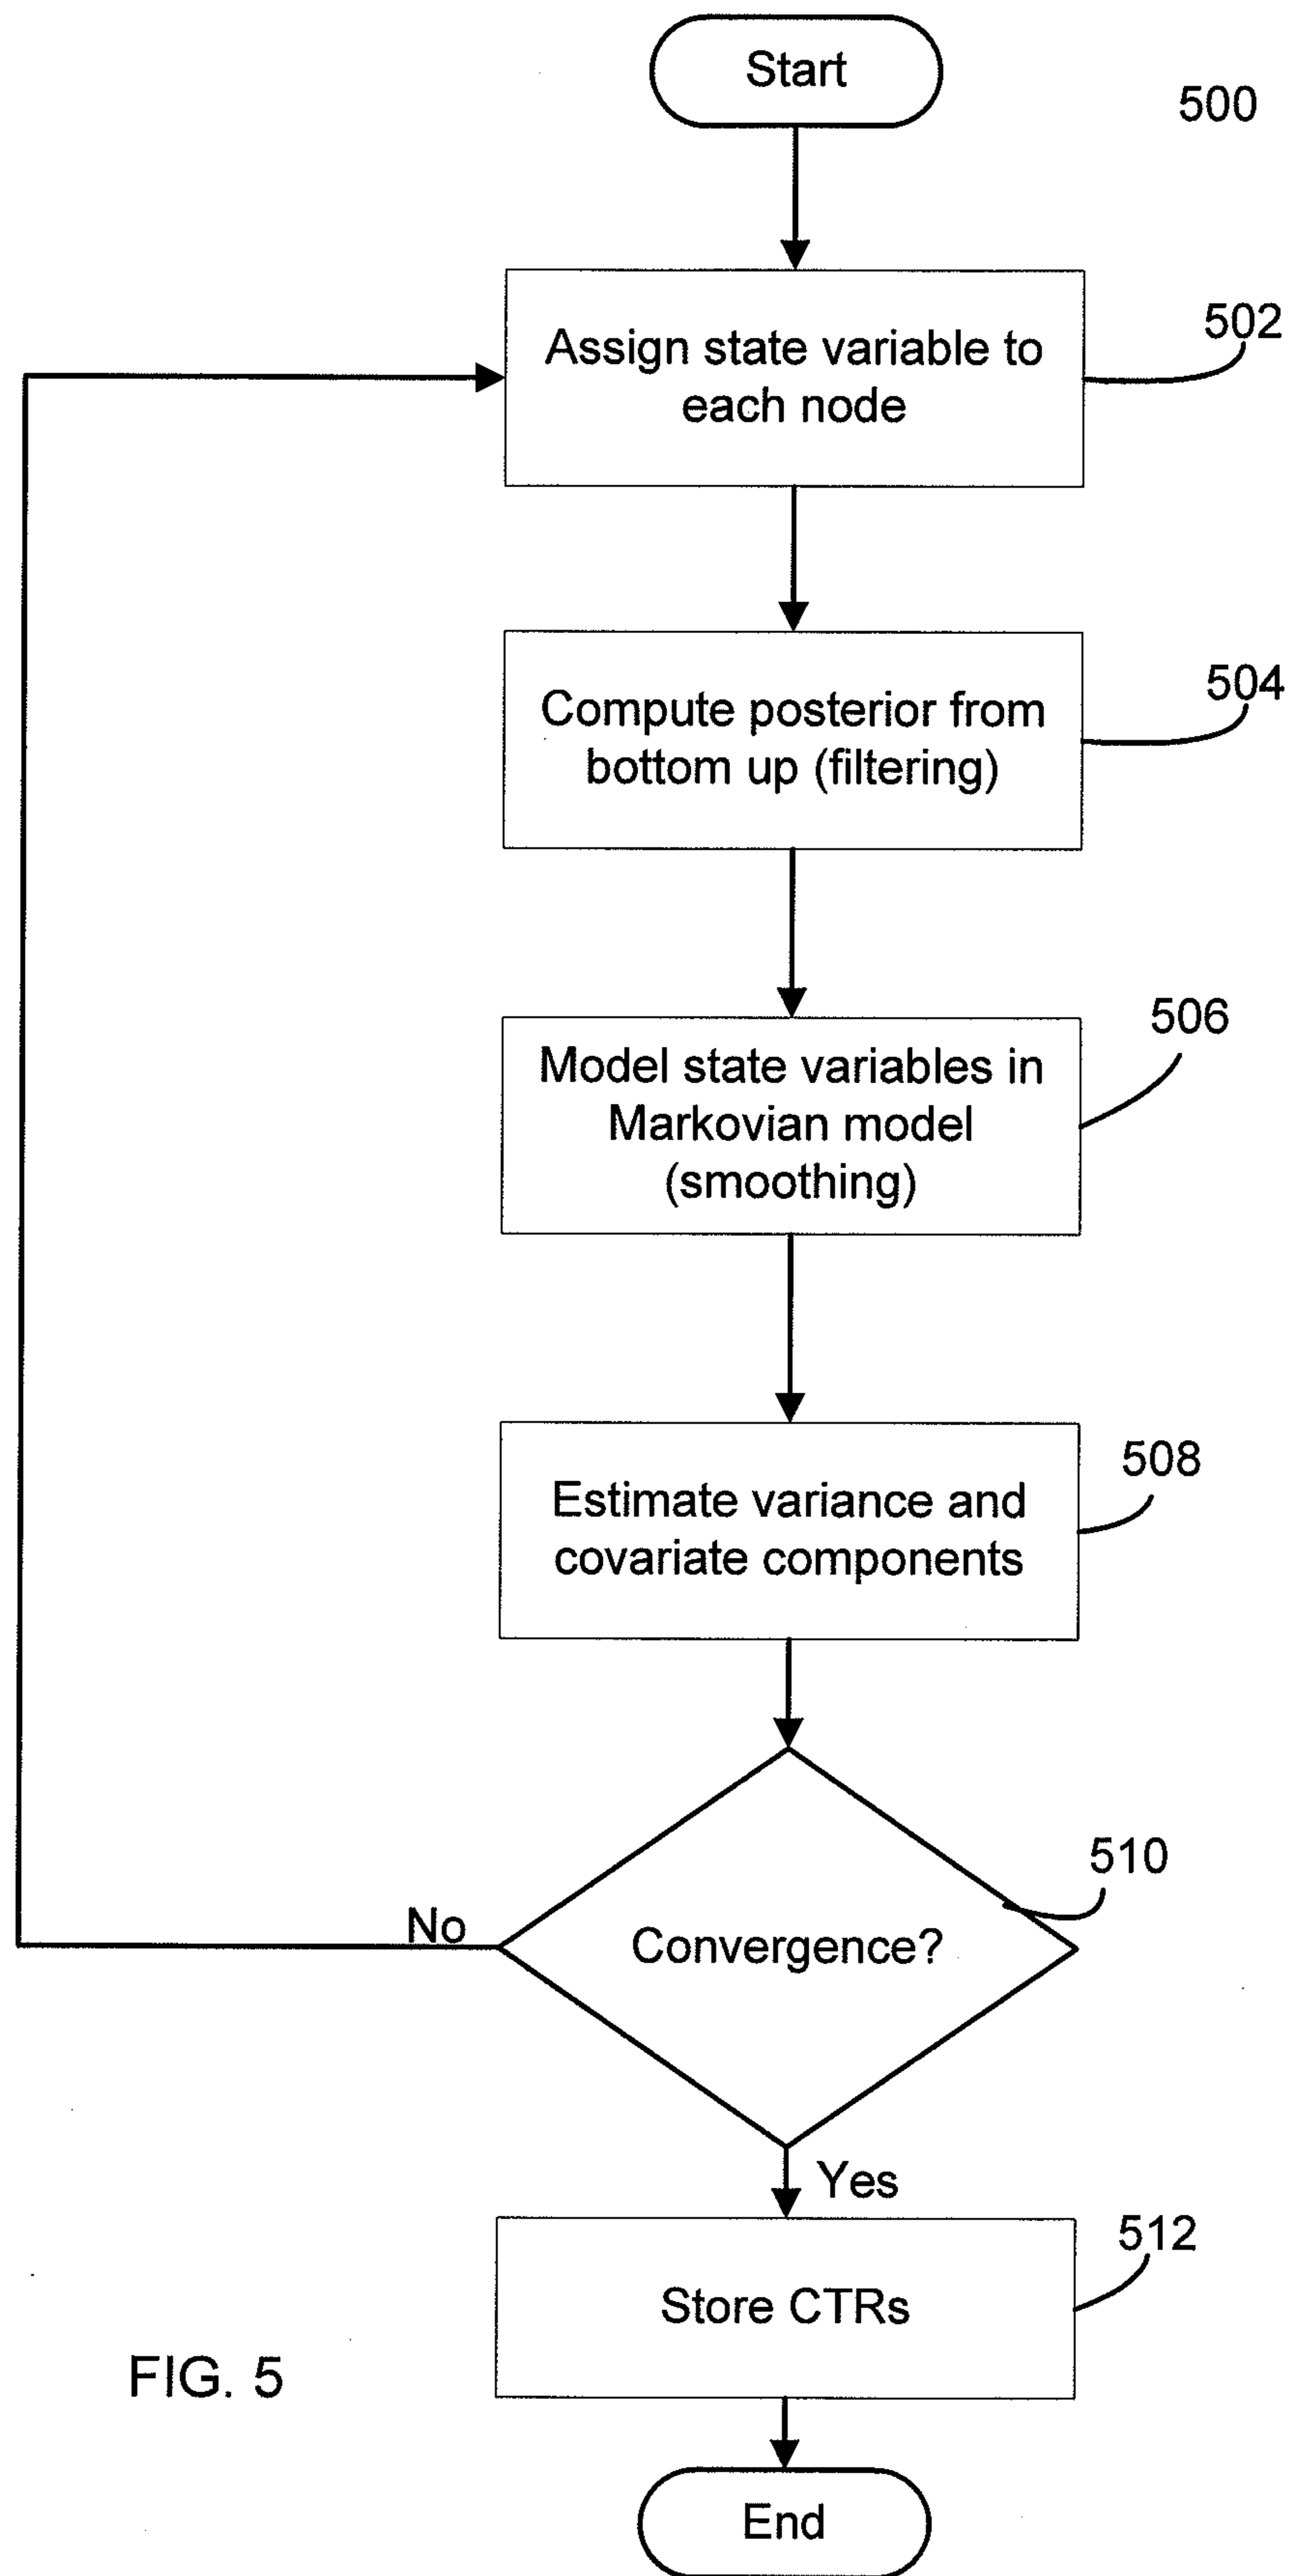 Start
500
Assign state variable to
each node
502
Compute posterior from
bottom up (filtering)
504
Model state variables in
Markovian model
(smoothing)
506
Estimate variance and
covariate components
508
Convergence?
510
No
Yes
Store CTRs
512
FIG. 5
End